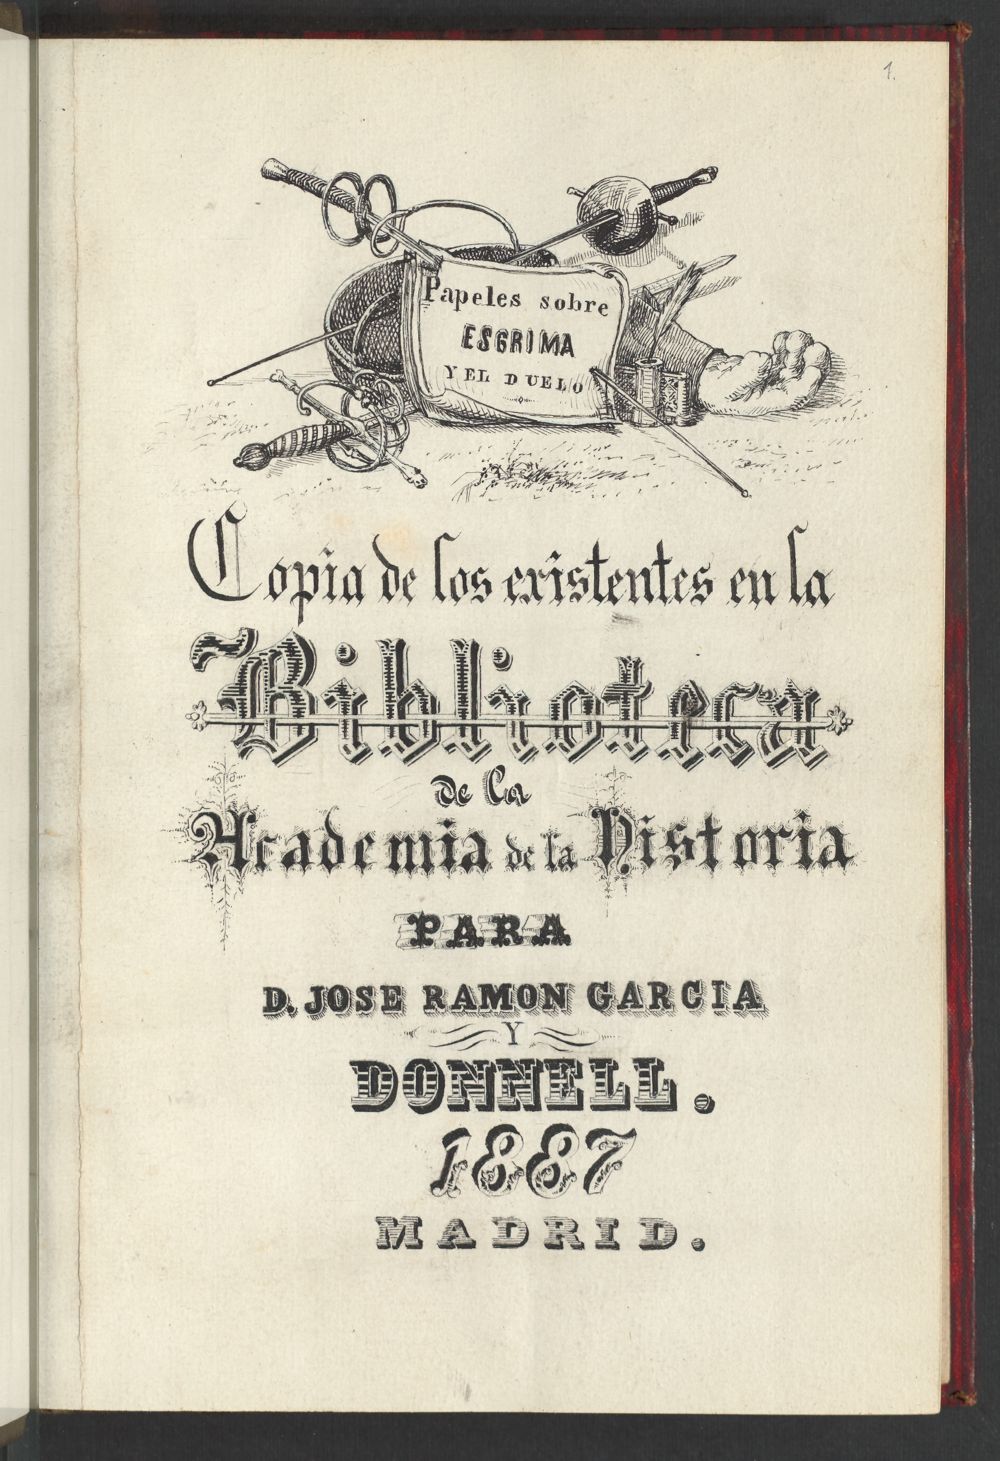 1.
Papeles sobre
ESGRIMA
Y EL DUELO
Copia de los existentes en la
Biblioteca
de la
Academia de la Historia
PARA
D. JOSE RAMON GARCIA
Y
DONNELL.
1887
MADRID.